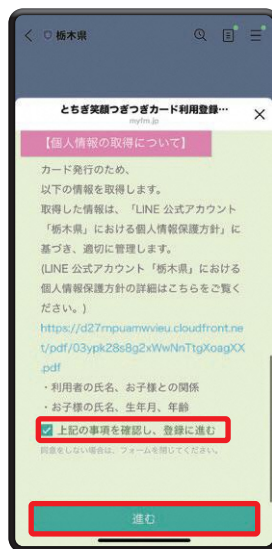 栃木県
とちぎ笑顔つぎつぎカード利用登録…
myfm.jp
【個人情報の取得について】
カード発行のため、
以下の情報を取得します。
取得した情報は、「LINE 公式アカウント
「栃木県」における個人情報保護方針」に
基づき、適切に管理します。
(LINE 公式アカウント「栃木県」における
個人情報保護方針の詳細はこちらをご覧く
ださい。)
https://d27mpuamwvieu.cloudfront.ne
t/pdf/03ypk28s8g2xWwNnTtgXoagXX
.pdf
・利用者の氏名、お子様との関係
・お子様の氏名、生年月、年齢
上記の事項を確認し、登録に進む
同意をしない場合は、フォームを閉じてください。
進む